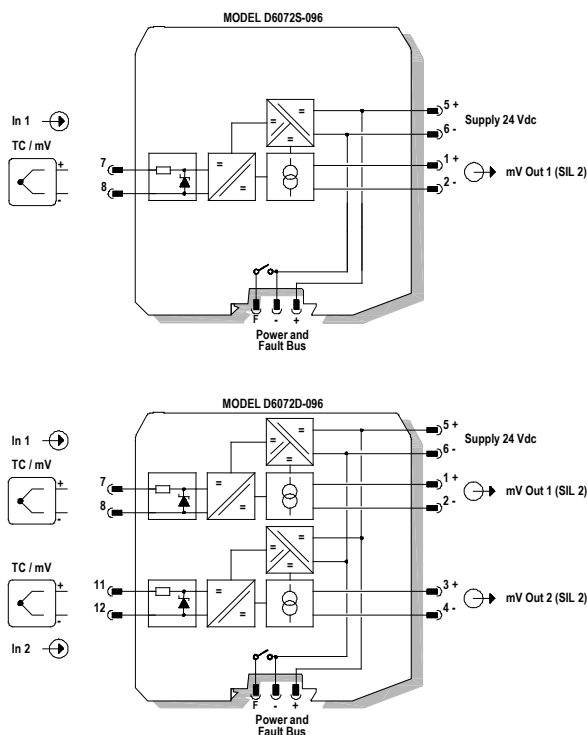 MODEL D6072S-096
In 1
TC / mV
+
-
7
8
=
=
=
=
=
5 +
6 -
Supply 24 Vdc
1 +
2 -
mV Out 1 (SIL 2)
F - +
Power and
Fault Bus
MODEL D6072D-096
In 1
TC / mV
+
-
7
8
=
=
=
=
=
5 +
6 -
Supply 24 Vdc
1 +
2 -
mV Out 1 (SIL 2)
TC / mV
+
-
In 2
11
12
=
=
=
=
=
3 +
4 -
mV Out 2 (SIL 2)
F - +
Power and
Fault Bus